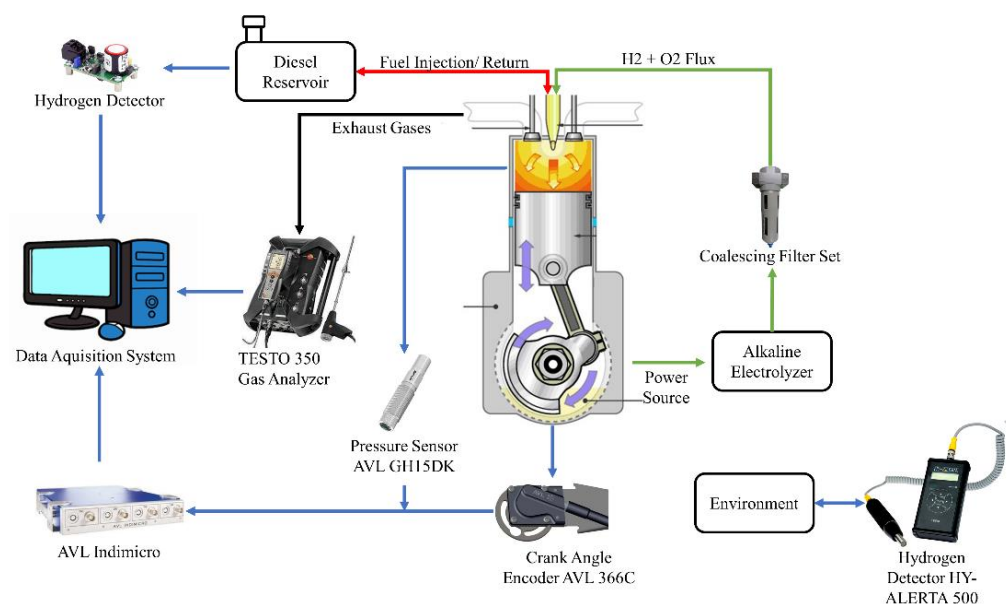 Diesel
Reservoir
Fuel Injection/ Return
H2 + O2 Flux
Hydrogen Detector
Exhaust Gases
Coalescing Filter Set
Data Aquisition System
TESTO 350
Gas Analyzer
Power
Source
Alkaline
Electrolyzer
Pressure Sensor
AVL GH15DK
Environment
AVL INDIMICRO
AVL Indimicro
Crank Angle
Encoder AVL 366C
Hydrogen
Detector HY-
ALERTA 500